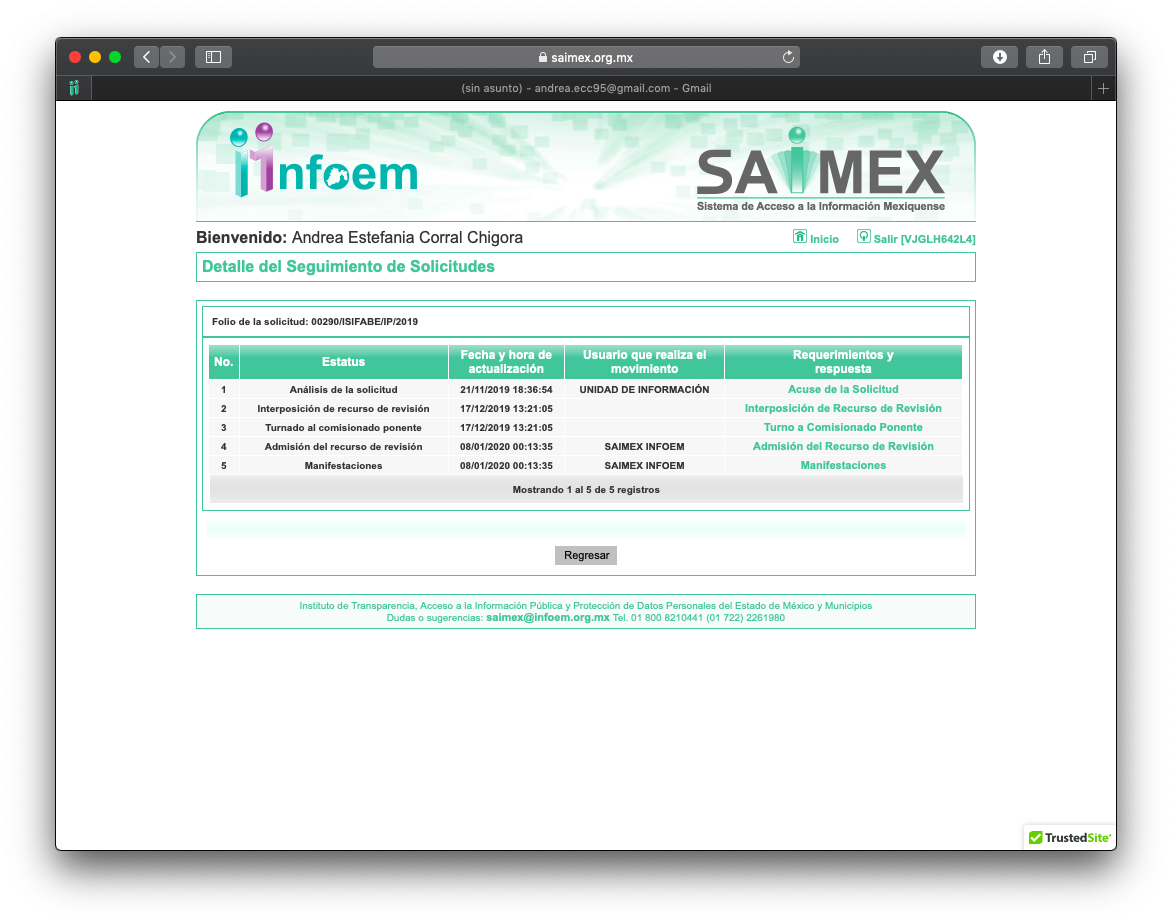 saimex.org.mx
(sin asunto) - andrea.ecc95@gmail.com - Gmail
infoem
SAIMEX
Sistema de Acceso a la Información Mexiquense
Bienvenido: Andrea Estefania Corral Chigora
Inicio Salir [VJGLH642L4]
Detalle del Seguimiento de Solicitudes
Folio de la solicitud: 00290/ISIFABE/IP/2019
No. Estatus Fecha y hora de actualización Usuario que realiza el movimiento Requerimientos y respuesta
1 Análisis de la solicitud 21/11/2019 18:36:54 UNIDAD DE INFORMACIÓN Acuse de la Solicitud
2 Interposición de recurso de revisión 17/12/2019 13:21:05 Interposición de Recurso de Revisión
3 Turnado al comisionado ponente 17/12/2019 13:21:05 Turno a Comisionado Ponente
4 Admisión del recurso de revisión 08/01/2020 00:13:35 SAIMEX INFOEM Admisión del Recurso de Revisión
5 Manifestaciones 08/01/2020 00:13:35 SAIMEX INFOEM Manifestaciones
Mostrando 1 al 5 de 5 registros
Regresar
Instituto de Transparencia, Acceso a la Información Pública y Protección de Datos Personales del Estado de México y Municipios
Dudas o sugerencias: saimex@infoem.org.mx Tel. 01 800 8210441 (01 722) 2261980
TrustedSite